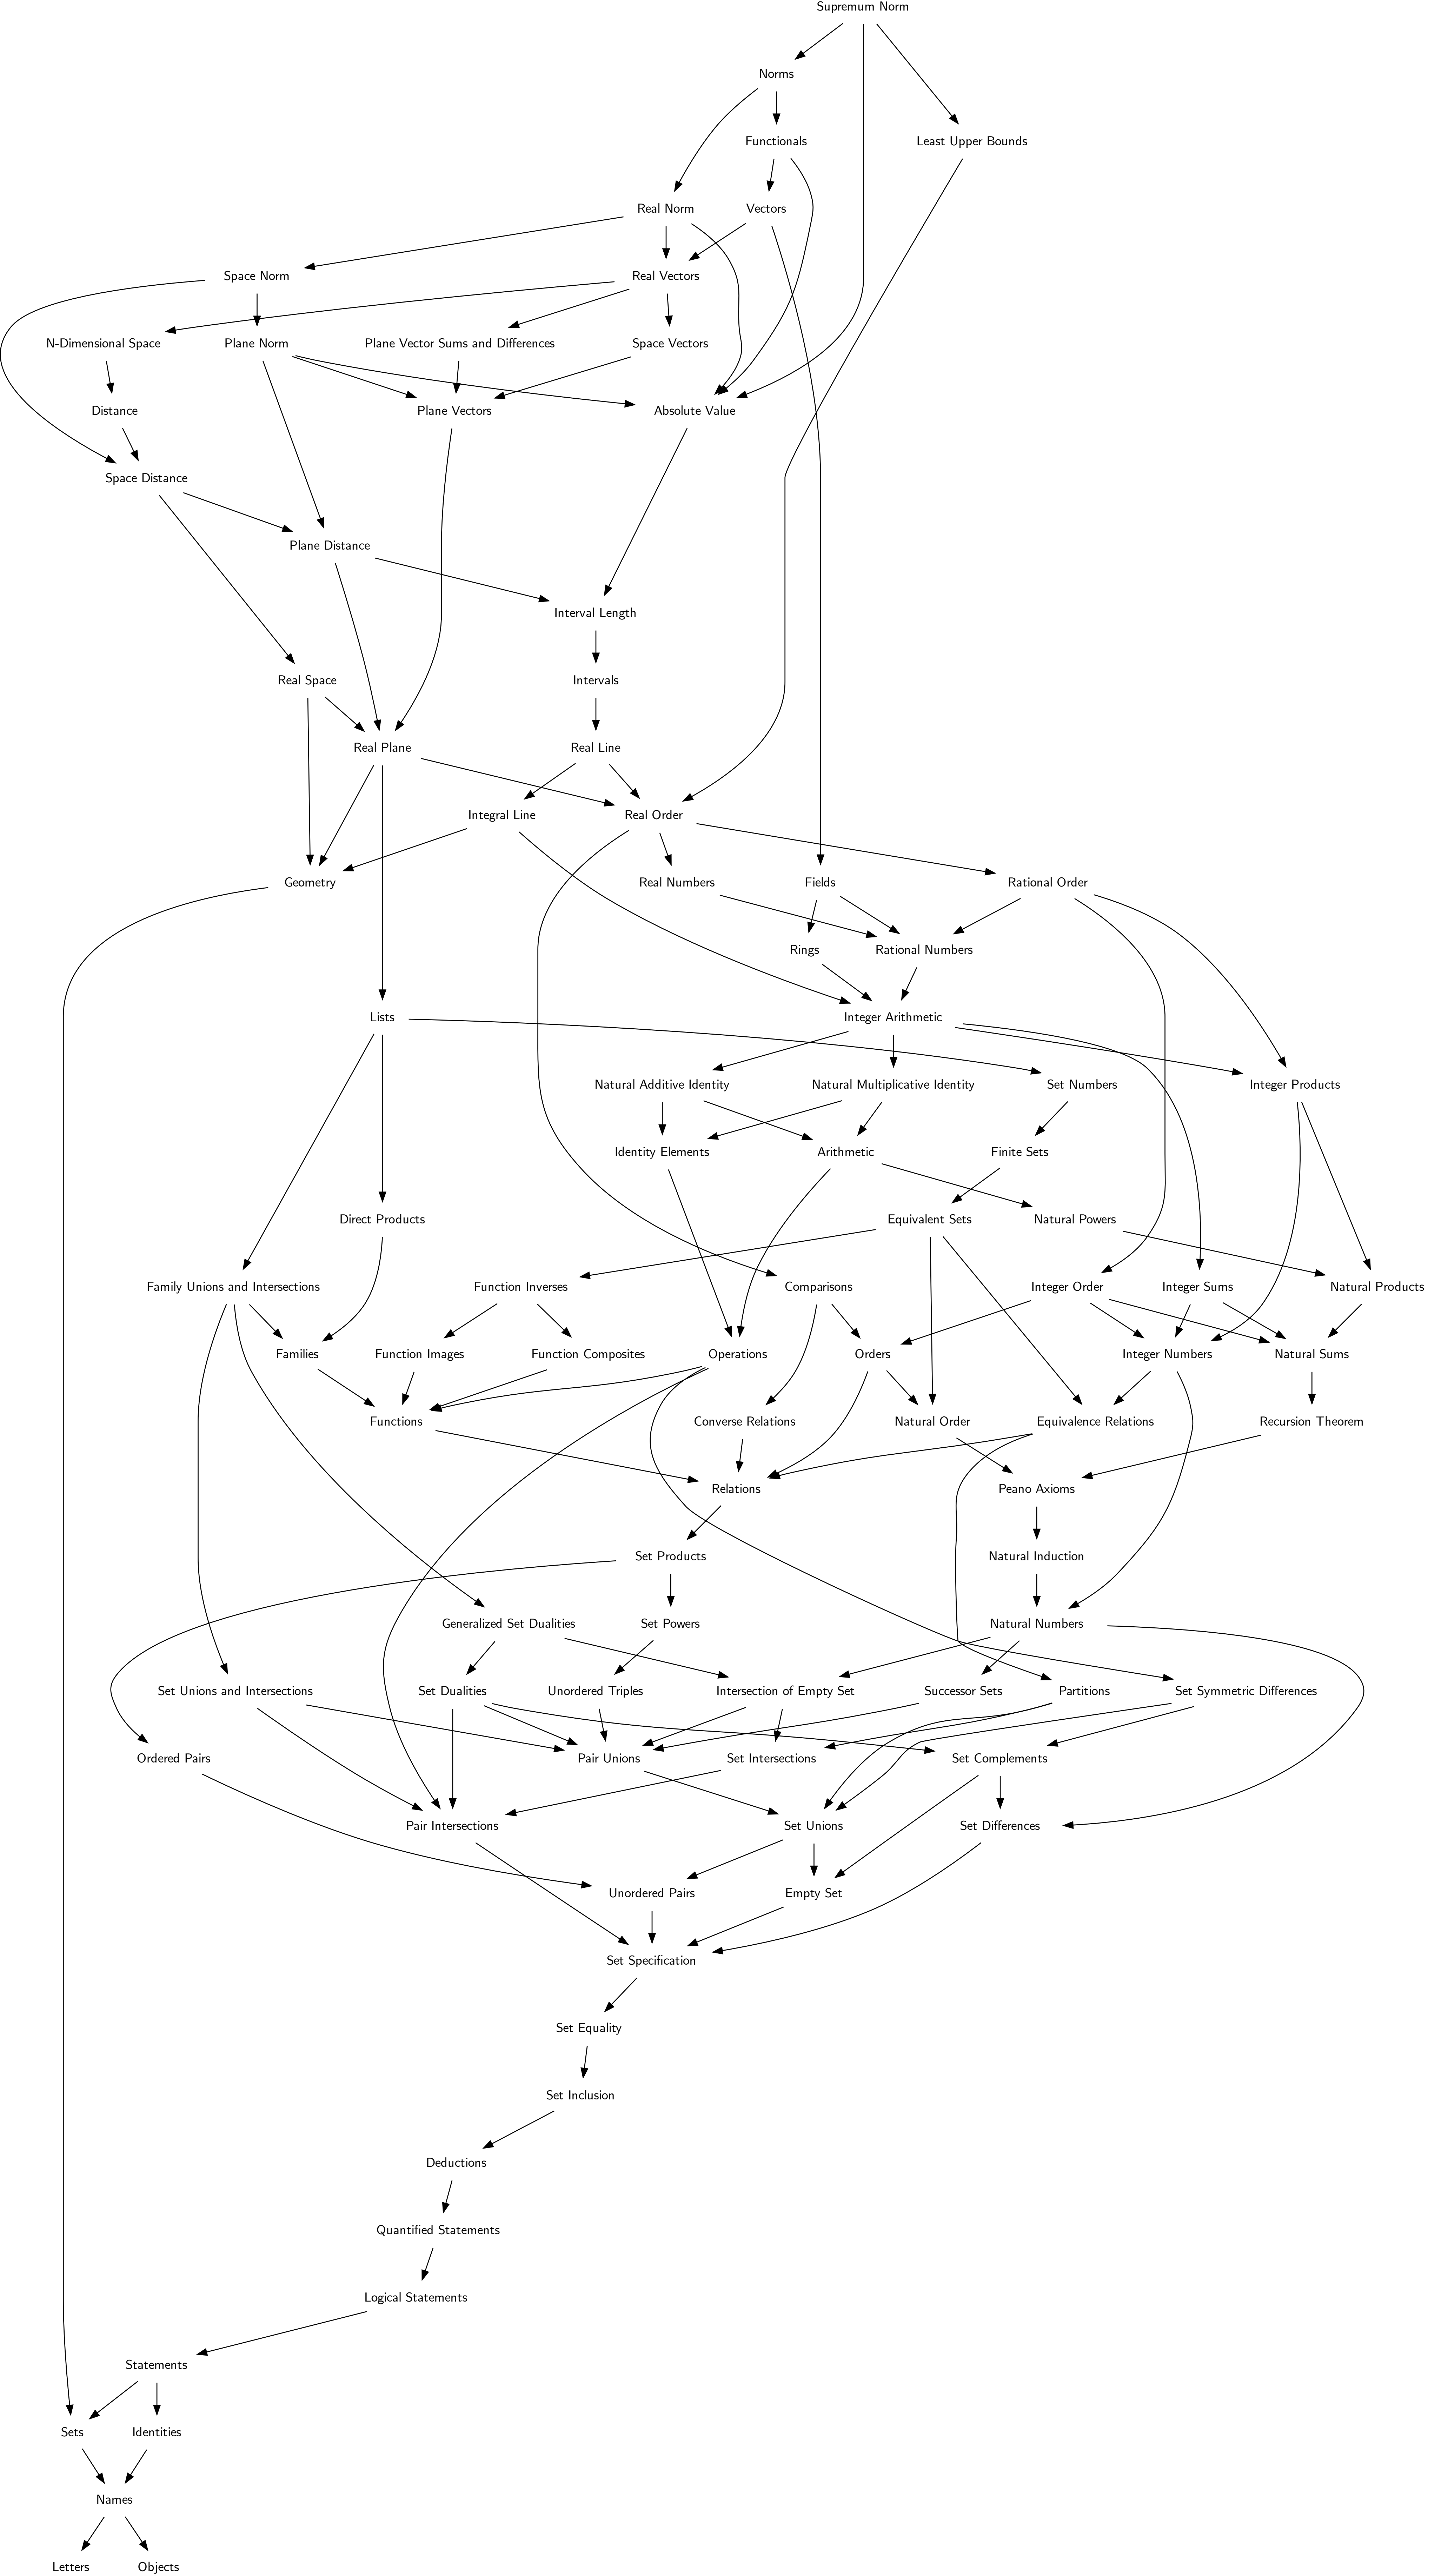 Supremum Norm
Norms
Functionals
Least Upper Bounds
Real Norm
Vectors
Space Norm
Real Vectors
N-Dimensional Space
Plane Norm
Plane Vector Sums and Differences
Space Vectors
Distance
Plane Vectors
Absolute Value
Space Distance
Plane Distance
Interval Length
Real Space
Intervals
Real Plane
Real Line
Integral Line
Real Order
Geometry
Real Numbers
Fields
Rational Order
Rings
Rational Numbers
Lists
Integer Arithmetic
Natural Additive Identity
Natural Multiplicative Identity
Set Numbers
Integer Products
Identity Elements
Arithmetic
Finite Sets
Direct Products
Equivalent Sets
Natural Powers
Family Unions and Intersections
Function Inverses
Comparisons
Integer Order
Integer Sums
Natural Products
Families
Function Images
Function Composites
Operations
Orders
Integer Numbers
Natural Sums
Functions
Converse Relations
Natural Order
Equivalence Relations
Recursion Theorem
Relations
Peano Axioms
Set Products
Natural Induction
Generalized Set Dualities
Set Powers
Natural Numbers
Set Unions and Intersections
Set Dualities
Unordered Triples
Intersection of Empty Set
Successor Sets
Partitions
Set Symmetric Differences
Ordered Pairs
Pair Unions
Set Intersections
Set Complements
Pair Intersections
Set Unions
Set Differences
Unordered Pairs
Empty Set
Set Specification
Set Equality
Set Inclusion
Deductions
Quantified Statements
Logical Statements
Statements
Sets
Identities
Names
Letters
Objects